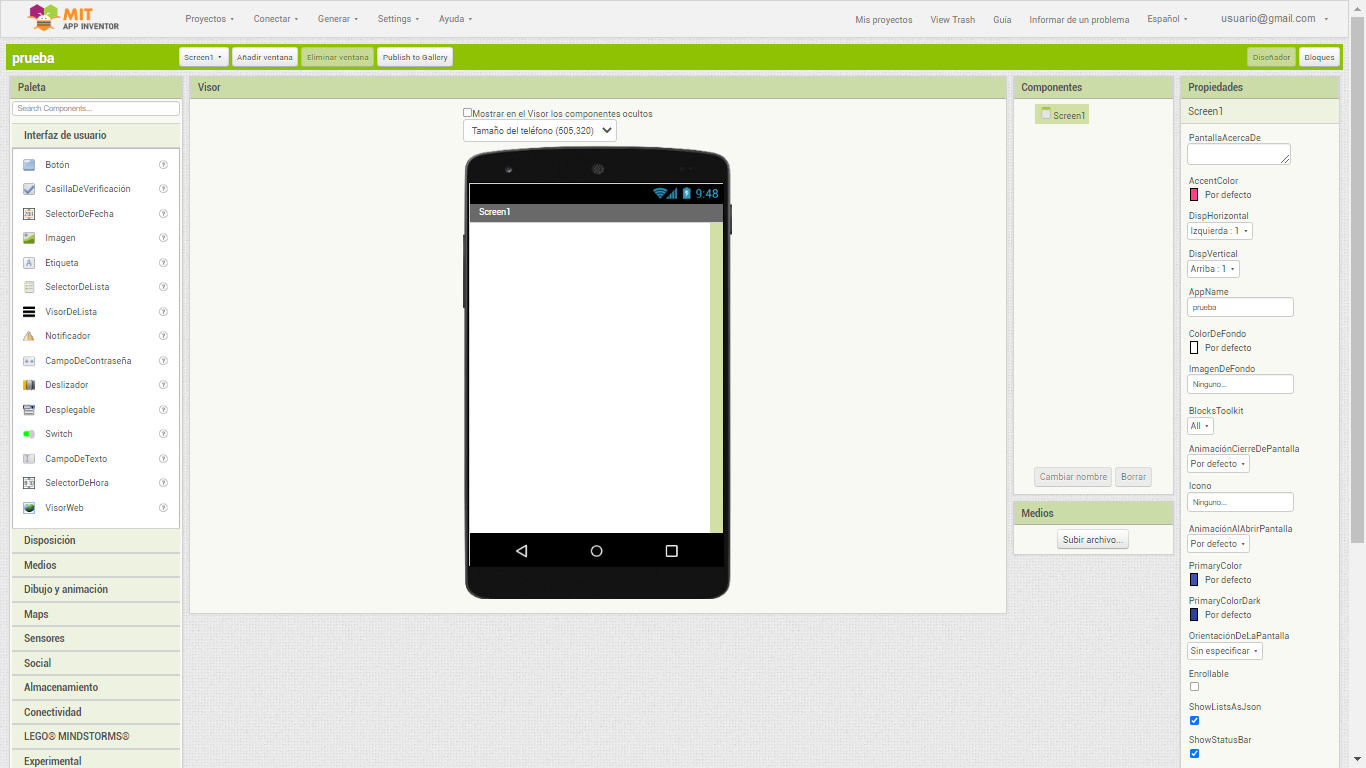 MIT
APP INVENTOR
Proyectos Conectar Generar Settings Ayuda Mis proyectos View Trash Guía Informar de un problema Español usuario@gmail.com
prueba Screen1 Añadir ventana Eliminar ventana Publish to Gallery Diseñador Bloques
Paleta
Search Components...
Interfaz de usuario
Botón
CasillaDeVerificación
SelectorDeFecha
Imagen
Etiqueta
SelectorDeLista
VisorDeLista
Notificador
CampoDeContraseña
Deslizador
Desplegable
Switch
CampoDeTexto
SelectorDeHora
VisorWeb
Disposición
Medios
Dibujo y animación
Maps
Sensores
Social
Almacenamiento
Conectividad
LEGO® MINDSTORMS®
Experimental
Visor
Mostrar en el Visor los componentes ocultos
Tamaño del teléfono (505,320)
9:48
Screen1
Componentes
Screen1
Cambiar nombre Borrar
Medios
Subir archivo...
Propiedades
Screen1
PantallaAcercaDe
AccentColor
Por defecto
DispHorizontal
Izquierda : 1
DispVertical
Arriba : 1
AppName
prueba
ColorDeFondo
Por defecto
ImagenDeFondo
Ninguno...
BlocksToolkit
All
AnimaciónCierreDePantalla
Por defecto
Icono
Ninguno...
AnimaciónAlAbrirPantalla
Por defecto
PrimaryColor
Por defecto
PrimaryColorDark
Por defecto
OrientaciónDeLaPantalla
Sin especificar
Enrollable
ShowListsAsJson
ShowStatusBar